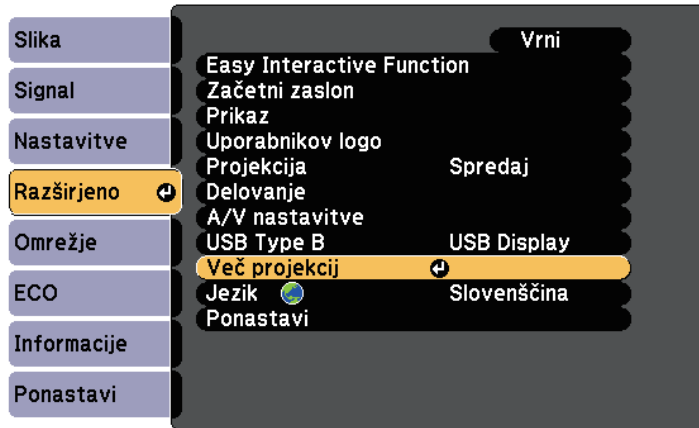 Slika
Signal
Nastavitve
Razširjeno
Omrežje
ECO
Informacije
Ponastavi
Vrni
Easy Interactive Function
Začetni zaslon
Prikaz
Uporabnikov logo
Projekcija Spredaj
Delovanje
A/V nastavitve
USB Type B USB Display
Več projekcij
Jezik Slovenščina
Ponastavi